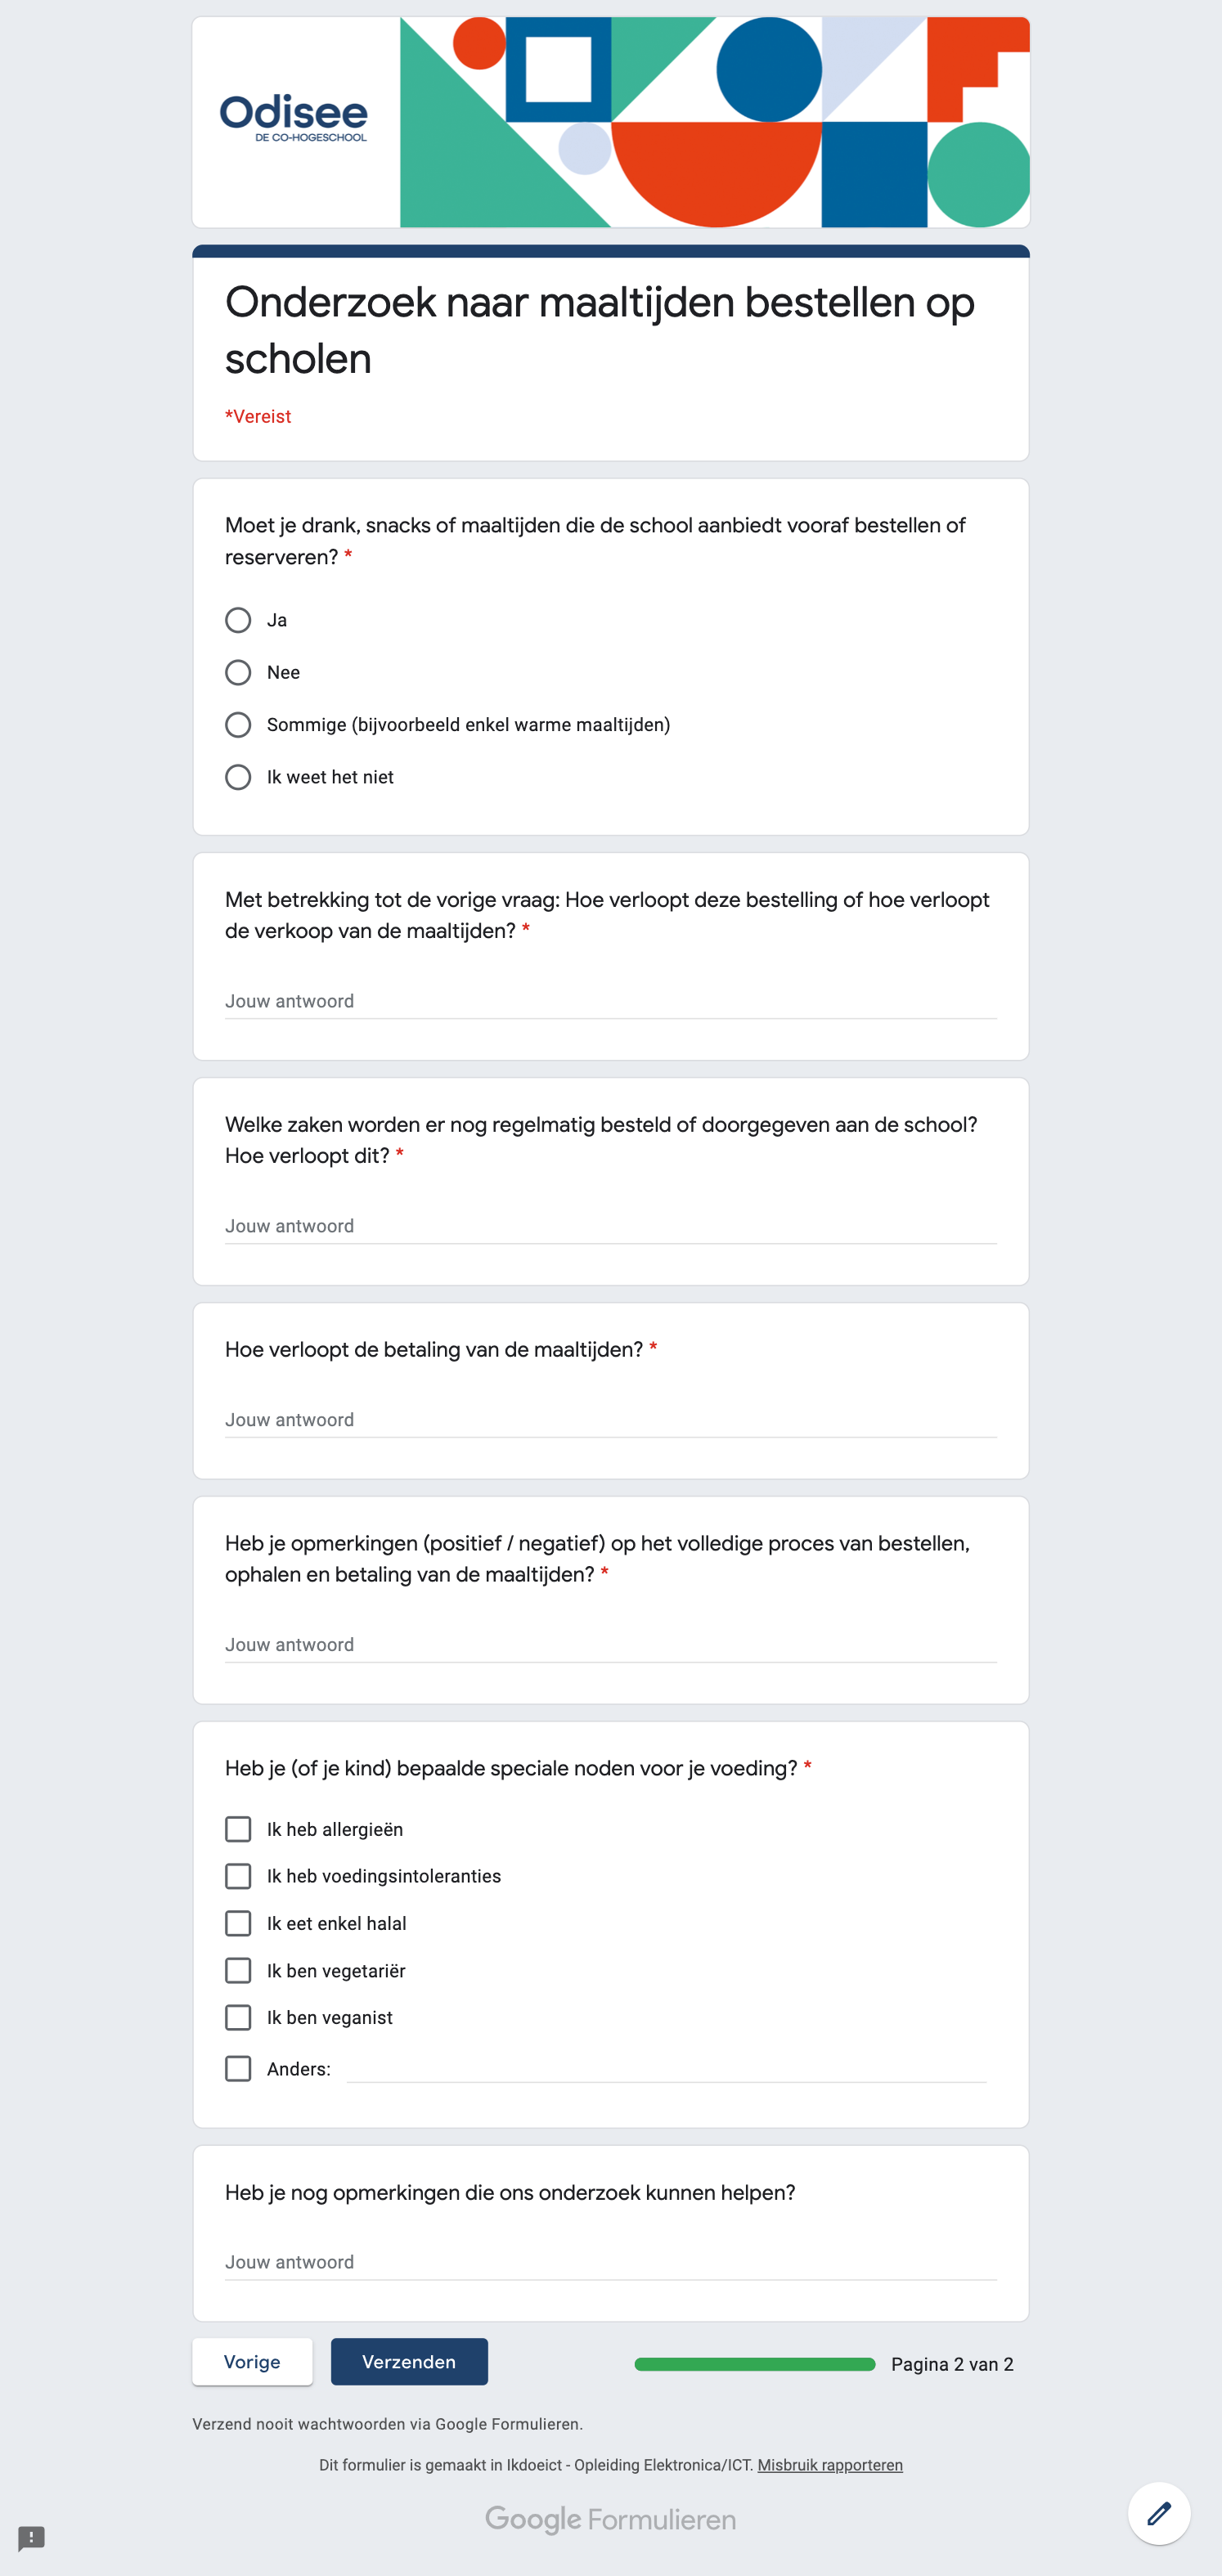 Odisee
DE CO-HOGESCHOOL
Onderzoek naar maaltijden bestellen op
scholen
*Vereist
Moet je drank, snacks of maaltijden die de school aanbiedt vooraf bestellen of
reserveren? *
Ja
Nee
Sommige (bijvoorbeeld enkel warme maaltijden)
Ik weet het niet
Met betrekking tot de vorige vraag: Hoe verloopt deze bestelling of hoe verloopt
de verkoop van de maaltijden? *
Jouw antwoord
Welke zaken worden er nog regelmatig besteld of doorgegeven aan de school?
Hoe verloopt dit? *
Jouw antwoord
Hoe verloopt de betaling van de maaltijden? *
Jouw antwoord
Heb je opmerkingen (positief / negatief) op het volledige proces van bestellen,
ophalen en betaling van de maaltijden? *
Jouw antwoord
Heb je (of je kind) bepaalde speciale noden voor je voeding? *
Ik heb allergieën
Ik heb voedingsintoleranties
Ik eet enkel halal
Ik ben vegetariër
Ik ben veganist
Anders:
Heb je nog opmerkingen die ons onderzoek kunnen helpen?
Jouw antwoord
Vorige
Verzenden
Pagina 2 van 2
Verzend nooit wachtwoorden via Google Formulieren.
Dit formulier is gemaakt in Ikdoeict - Opleiding Elektronica/ICT. Misbruik rapporteren
Google Formulieren